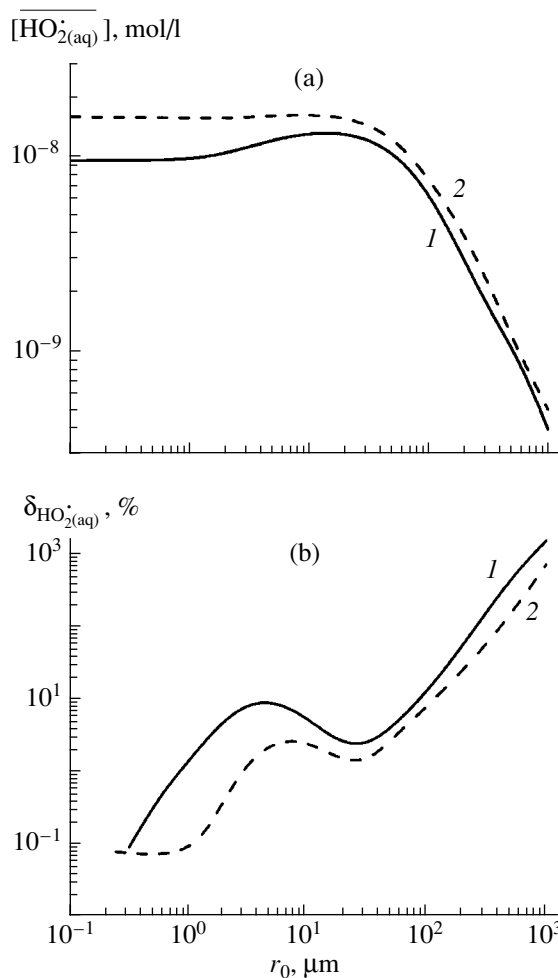 [HO₂˙(aq)], mol/l
(a)
10⁻⁸
2
1
10⁻⁹
δHO₂˙(aq), %
(b)
10³
1
2
10¹
10⁻¹
10⁻¹ 10⁰ 10¹ 10² 10³
r₀, μm